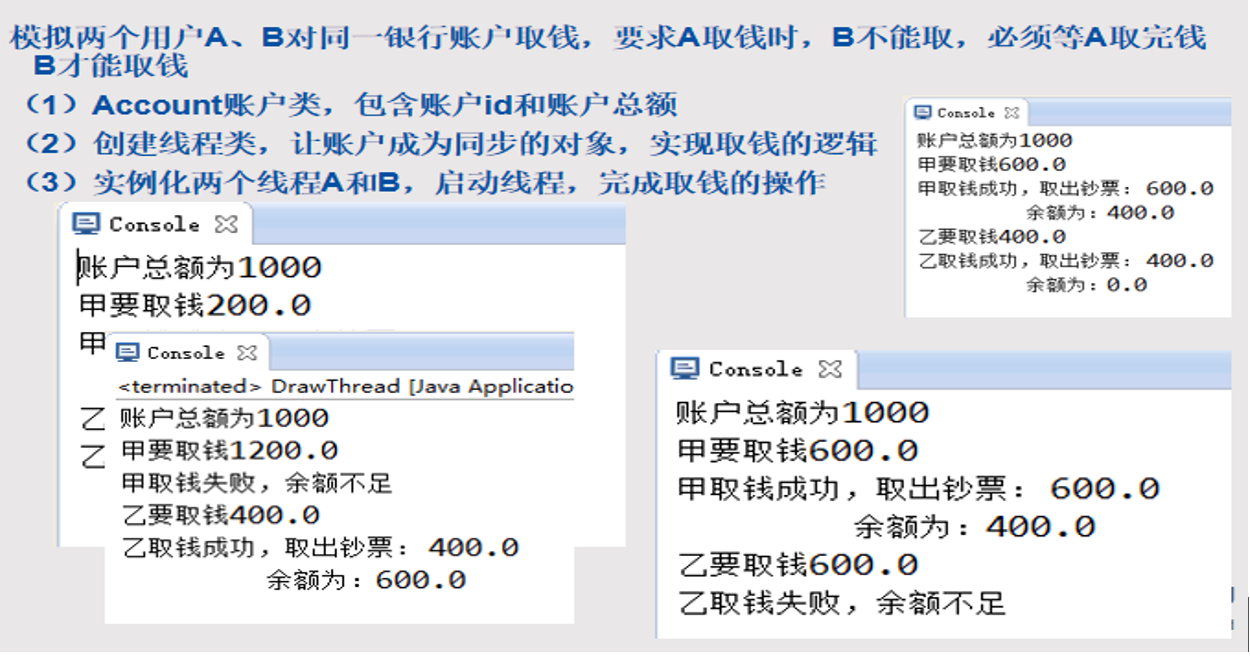 模拟两个用户A、B对同一银行账户取钱，要求A取钱时，B不能取，必须等A取完钱
B才能取钱
（1）Account账户类，包含账户id和账户总额
（2）创建线程类，让账户成为同步的对象，实现取钱的逻辑
（3）实例化两个线程A和B，启动线程，完成取钱的操作
Console
账户总额为1000
甲要取钱600.0
甲取钱成功，取出钞票：600.0
余额为：400.0
乙要取钱400.0
乙取钱成功，取出钞票：400.0
余额为：0.0
Console
账户总额为1000
甲要取钱200.0
甲
乙
乙
Console
<terminated> DrawThread [Java Applicatio
账户总额为1000
甲要取钱1200.0
甲取钱失败，余额不足
乙要取钱400.0
乙取钱成功，取出钞票：400.0
余额为：600.0
Console
账户总额为1000
甲要取钱600.0
甲取钱成功，取出钞票：600.0
余额为：400.0
乙要取钱600.0
乙取钱失败，余额不足